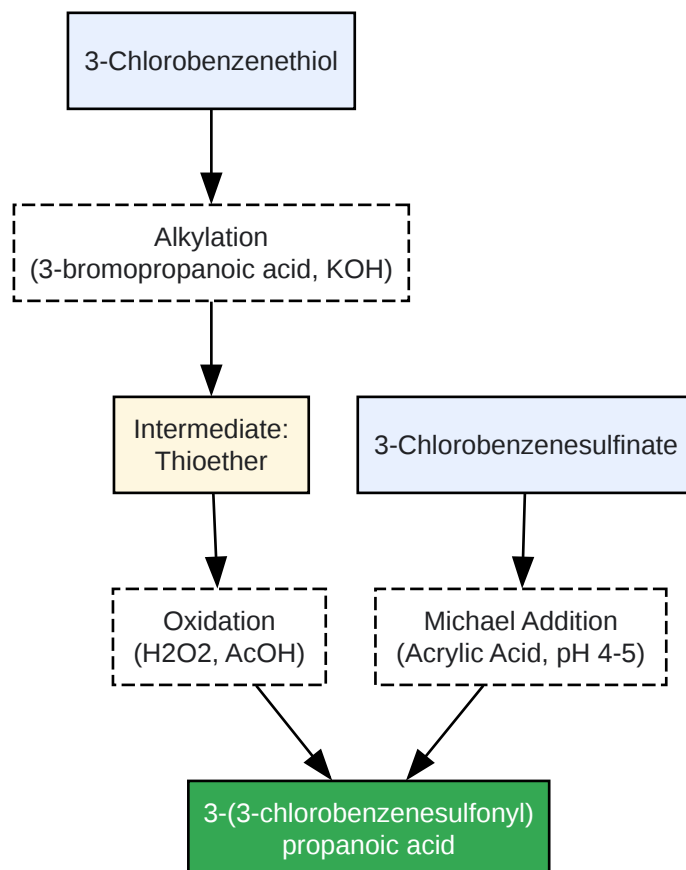 3-Chlorobenzenethiol
Alkylation
(3-bromopropanoic acid, KOH)
Intermediate:
Thioether
3-Chlorobenzenesulfinate
Oxidation
(H2O2, AcOH)
Michael Addition
(Acrylic Acid, pH 4-5)
3-(3-chlorobenzenesulfonyl)
propanoic acid